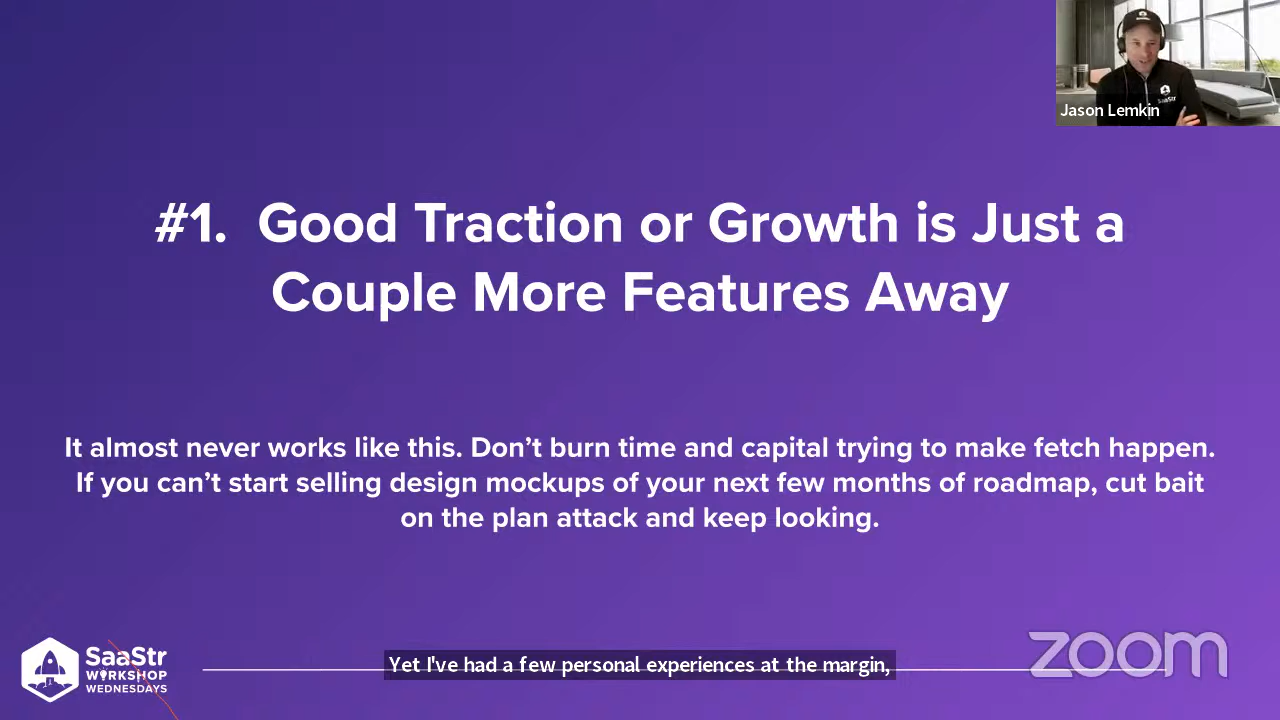 Jason Lemkin
SaaStr
#1. Good Traction or Growth is Just a
Couple More Features Away
It almost never works like this. Don’t burn time and capital trying to make fetch happen.
If you can’t start selling design mockups of your next few months of roadmap, cut bait
on the plan attack and keep looking.
SaaStr
WORKSHOP
WEDNESDAYS
Yet I've had a few personal experiences at the margin,
zoom